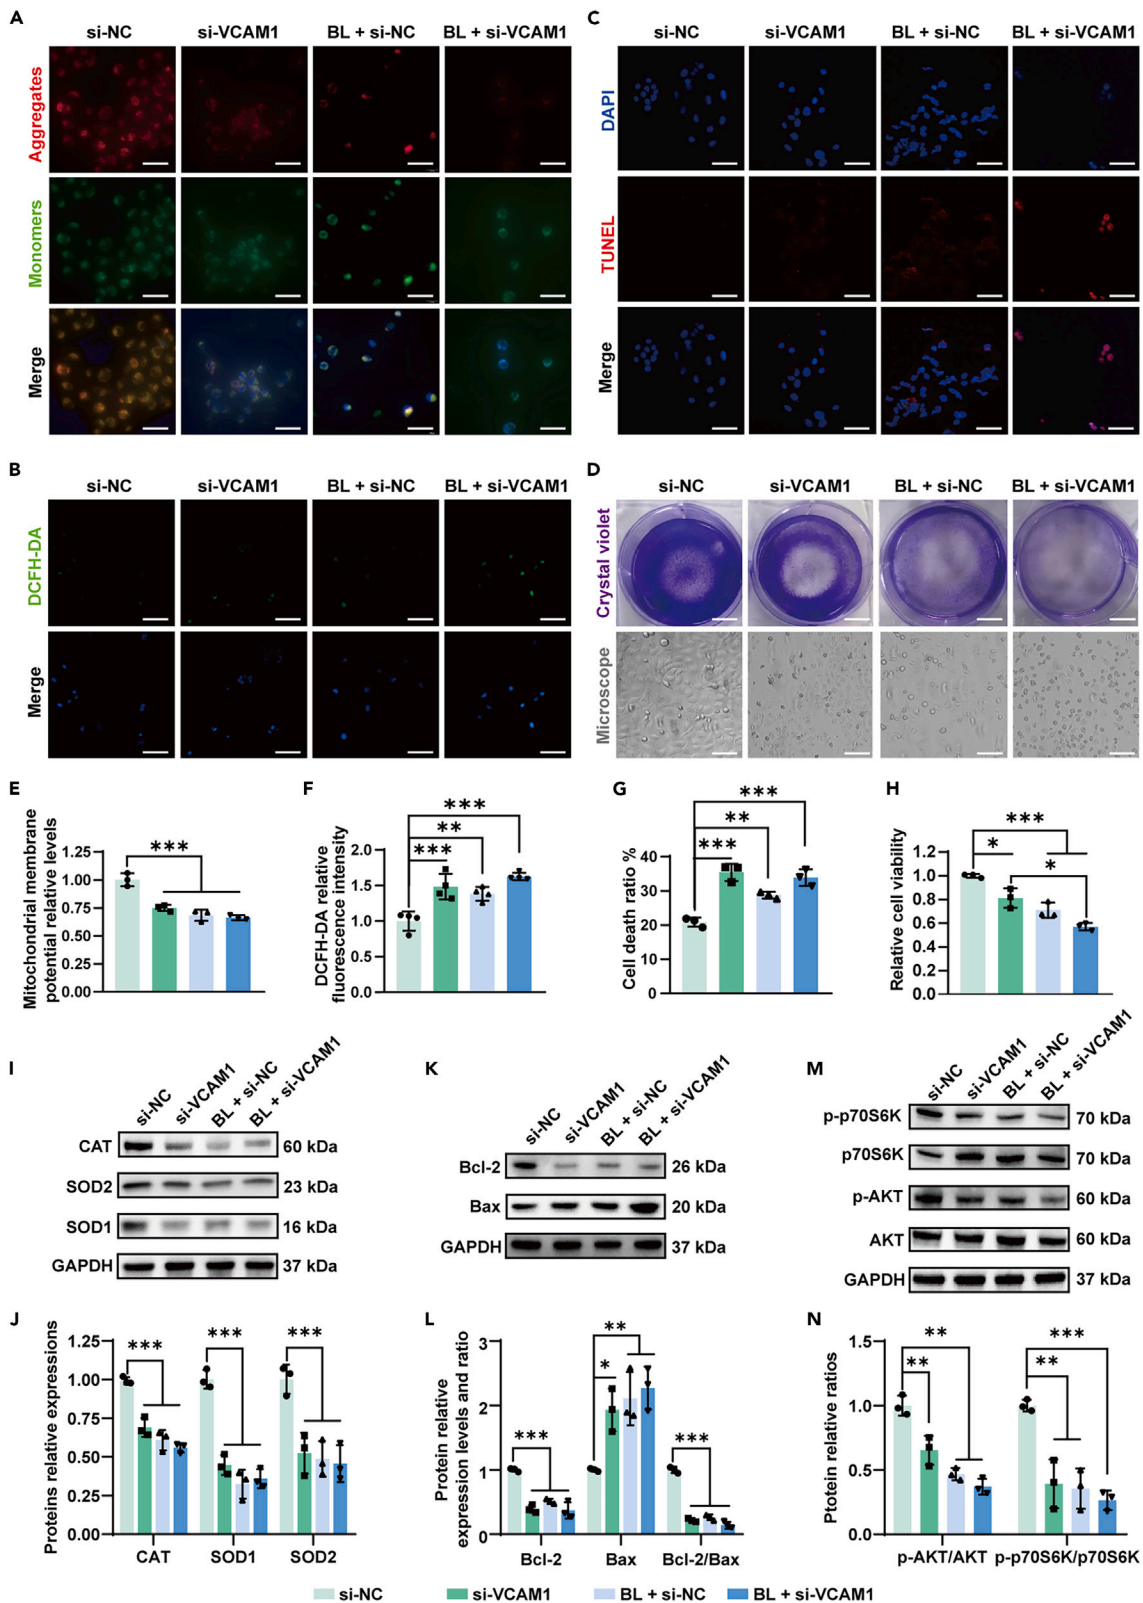 A
si-NC si-VCAM1 BL + si-NC BL + si-VCAM1
Aggregates
Monomers
Merge
C
si-NC si-VCAM1 BL + si-NC BL + si-VCAM1
DAPI
TUNEL
Merge
B
si-NC si-VCAM1 BL + si-NC BL + si-VCAM1
DCFH-DA
Merge
D
si-NC si-VCAM1 BL + si-NC BL + si-VCAM1
Crystal violet
Microscope
E
Mitochondrial membrane
potential relative levels
1.25
1.00
0.75
0.50
0.25
0.00
***
F
DCFH-DA relative
fluorescence intensity
2.0
1.5
1.0
0.5
0.0
***
**
***
G
Cell death ratio %
40
30
20
10
0
***
**
***
H
Relative cell viability
1.2
1.0
0.8
0.6
0.4
0.2
0.0
***
*
*
I
si-NC si-VCAM1 BL + si-NC BL + si-VCAM1
CAT 60 kDa
SOD2 23 kDa
SOD1 16 kDa
GAPDH 37 kDa
K
si-NC si-VCAM1 BL + si-NC BL + si-VCAM1
Bcl-2 26 kDa
Bax 20 kDa
GAPDH 37 kDa
M
si-NC si-VCAM1 BL + si-NC BL + si-VCAM1
p-p70S6K 70 kDa
p70S6K 70 kDa
p-AKT 60 kDa
AKT 60 kDa
GAPDH 37 kDa
J
Proteins relative expressions
1.25
1.00
0.75
0.50
0.25
0.00
*** *** ***
CAT SOD1 SOD2
L
Protein relative
expression levels and ratio
3
2
1
0
***
**
*
***
Bcl-2 Bax Bcl-2/Bax
N
Ptotein relative ratios
1.5
1.0
0.5
0.0
**
**
***
**
p-AKT/AKT p-p70S6K/p70S6K
si-NC si-VCAM1 BL + si-NC BL + si-VCAM1